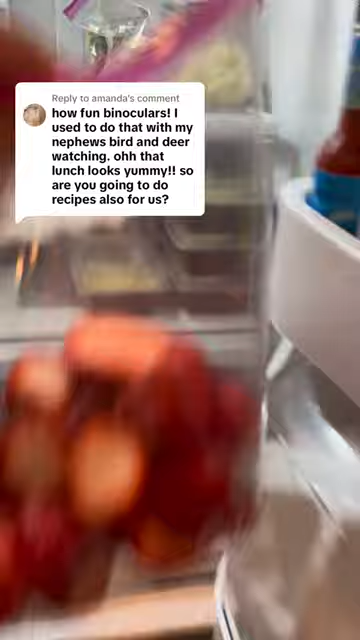 Reply to amanda's comment
how fun binoculars! I
used to do that with my
nephews bird and deer
watching. ohh that
lunch looks yummy!! so
are you going to do
recipes also for us?